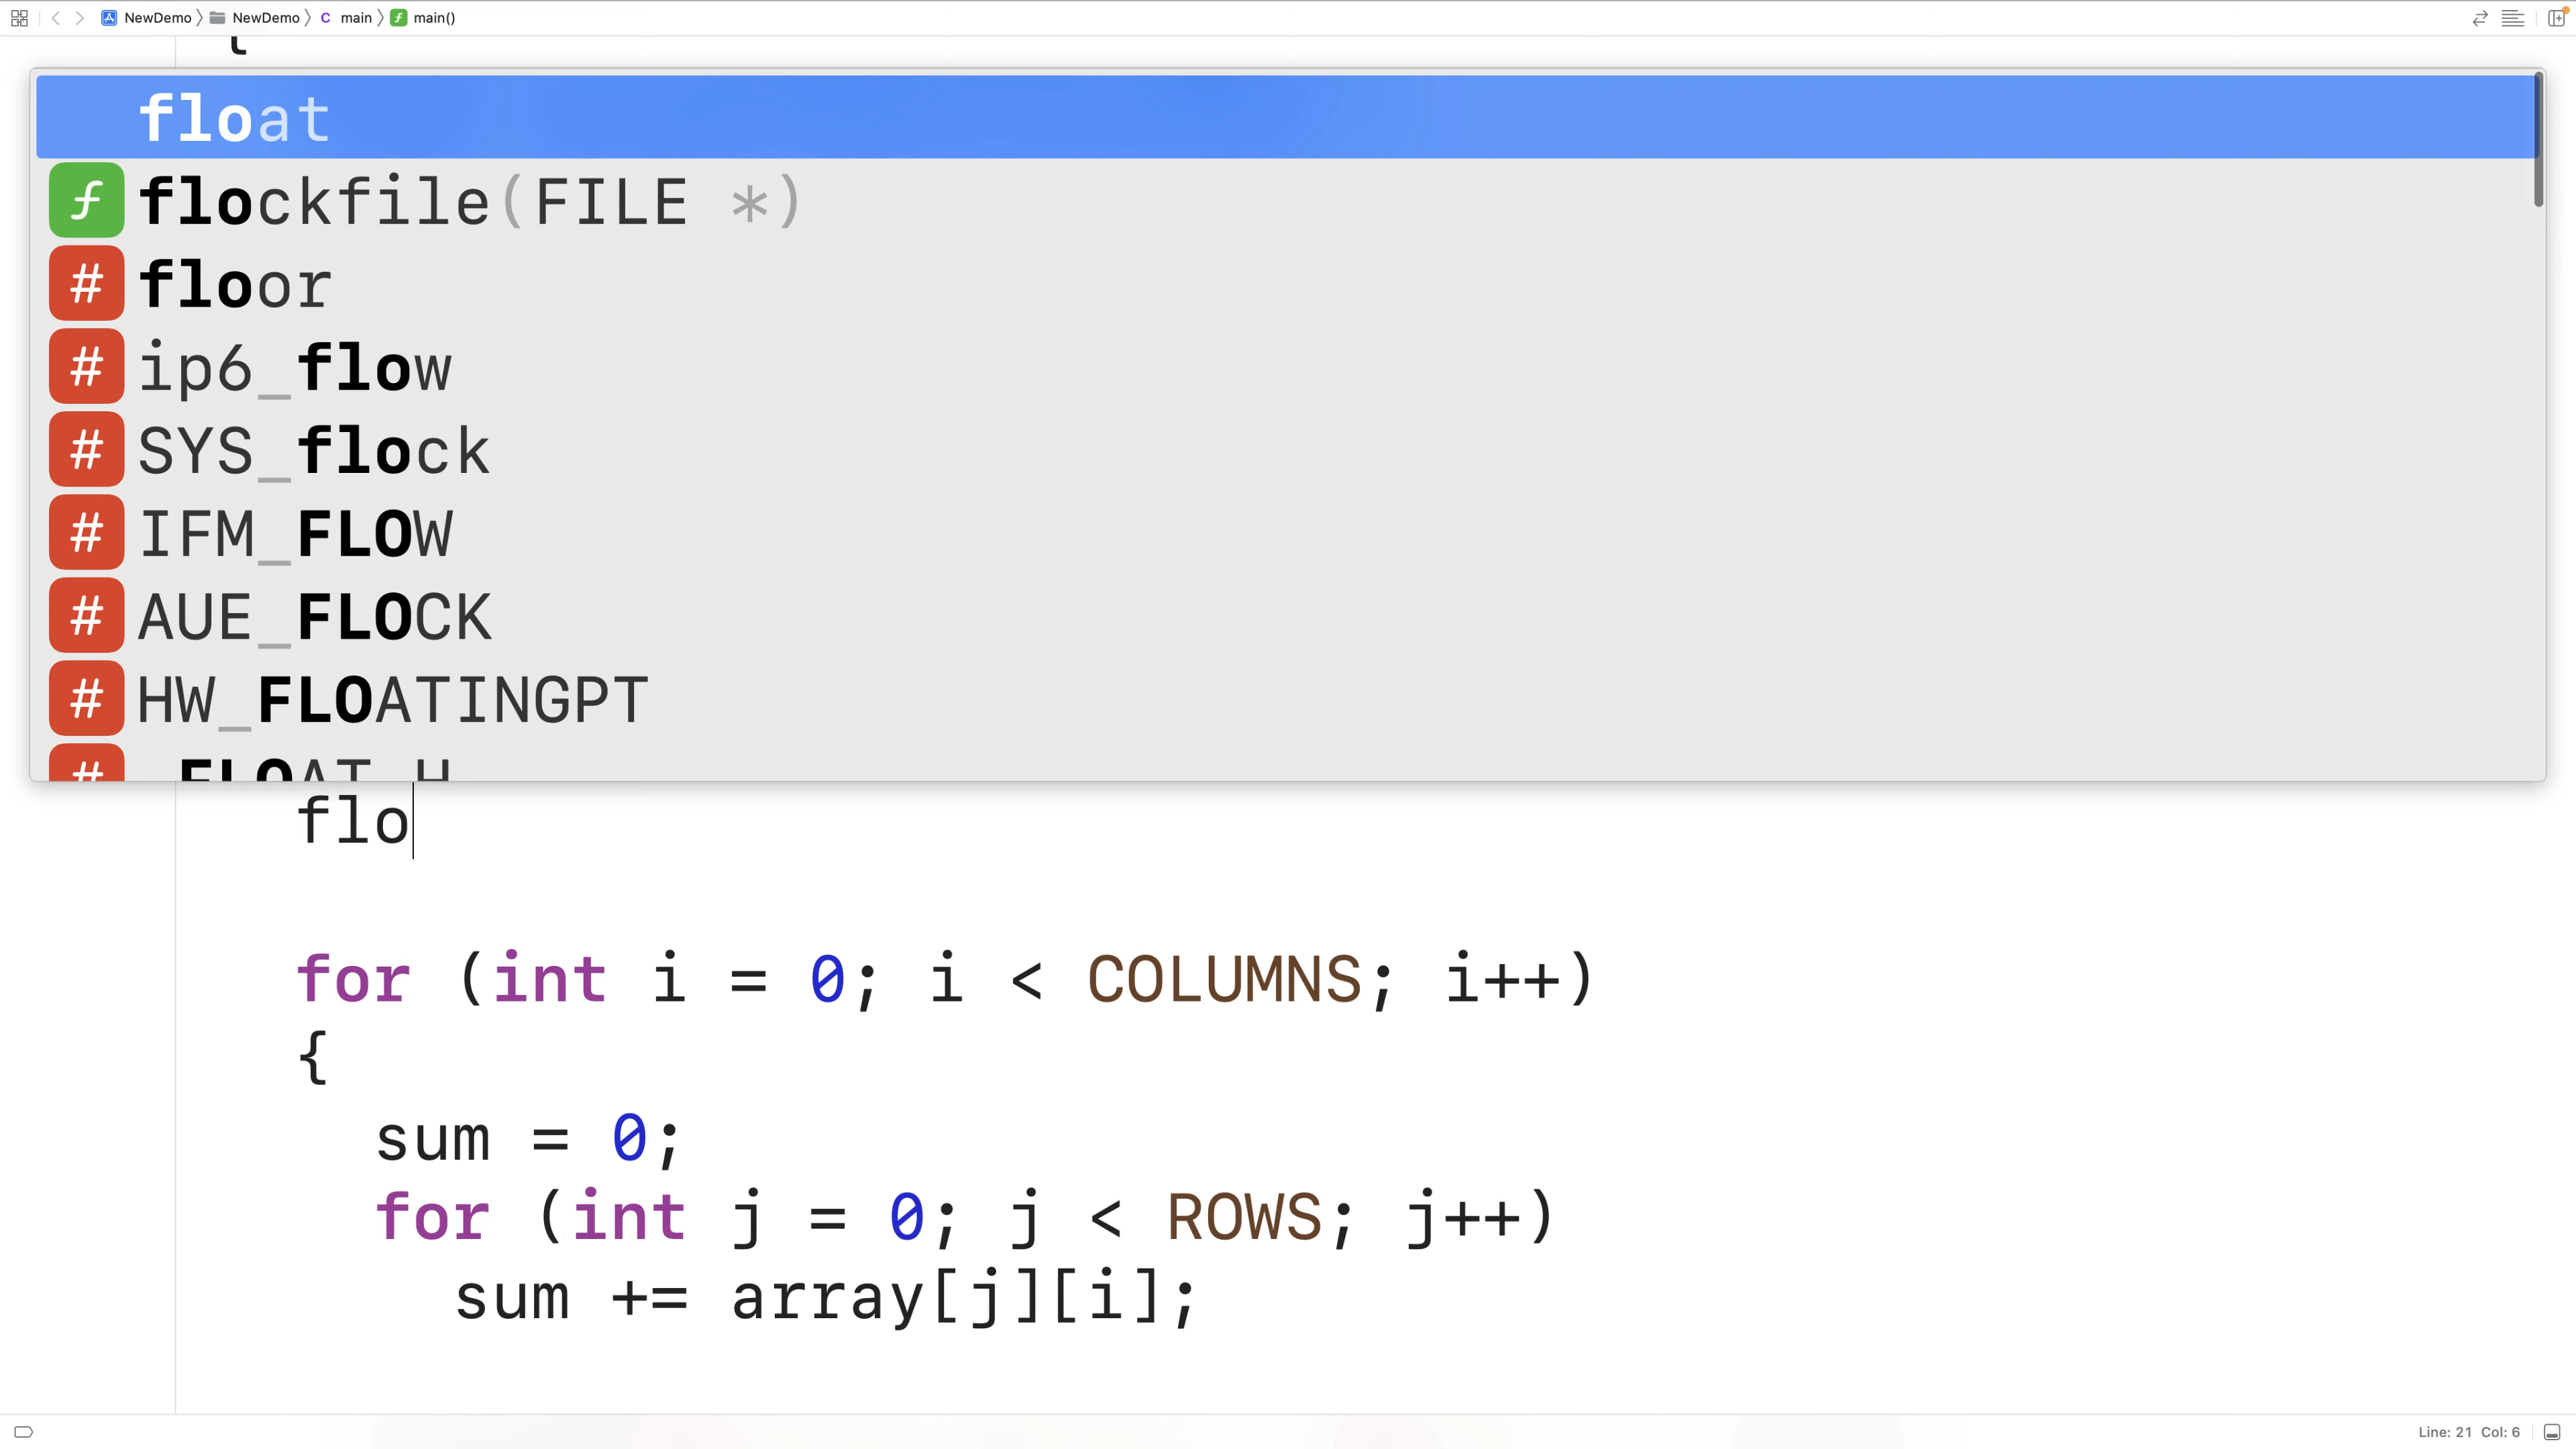 NewDemo NewDemo C main f main()
{
float
f flockfile(FILE *)
# floor
# ip6_flow
# SYS_flock
# IFM_FLOW
# AUE_FLOCK
# HW_FLOATINGPT
# _FLOAT_H_
flo
for (int i = 0; i < COLUMNS; i++)
{
sum = 0;
for (int j = 0; j < ROWS; j++)
sum += array[j][i];
Line: 21 Col: 6